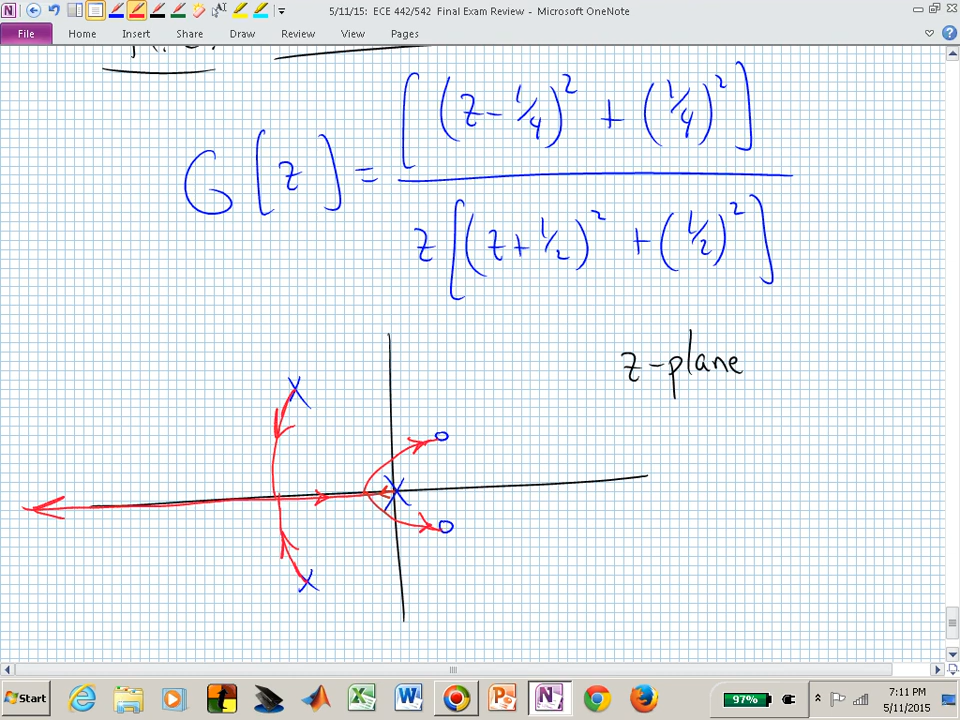 5/11/15: ECE 442/542 Final Exam Review - Microsoft OneNote
File Home Insert Share Draw Review View Pages
G[z] = [(z-1/4)² + (1/4)²] / z[(z+1/2)² + (1/2)²]
z-plane
X
o
X
o
X
Start
97%
7:11 PM
5/11/2015